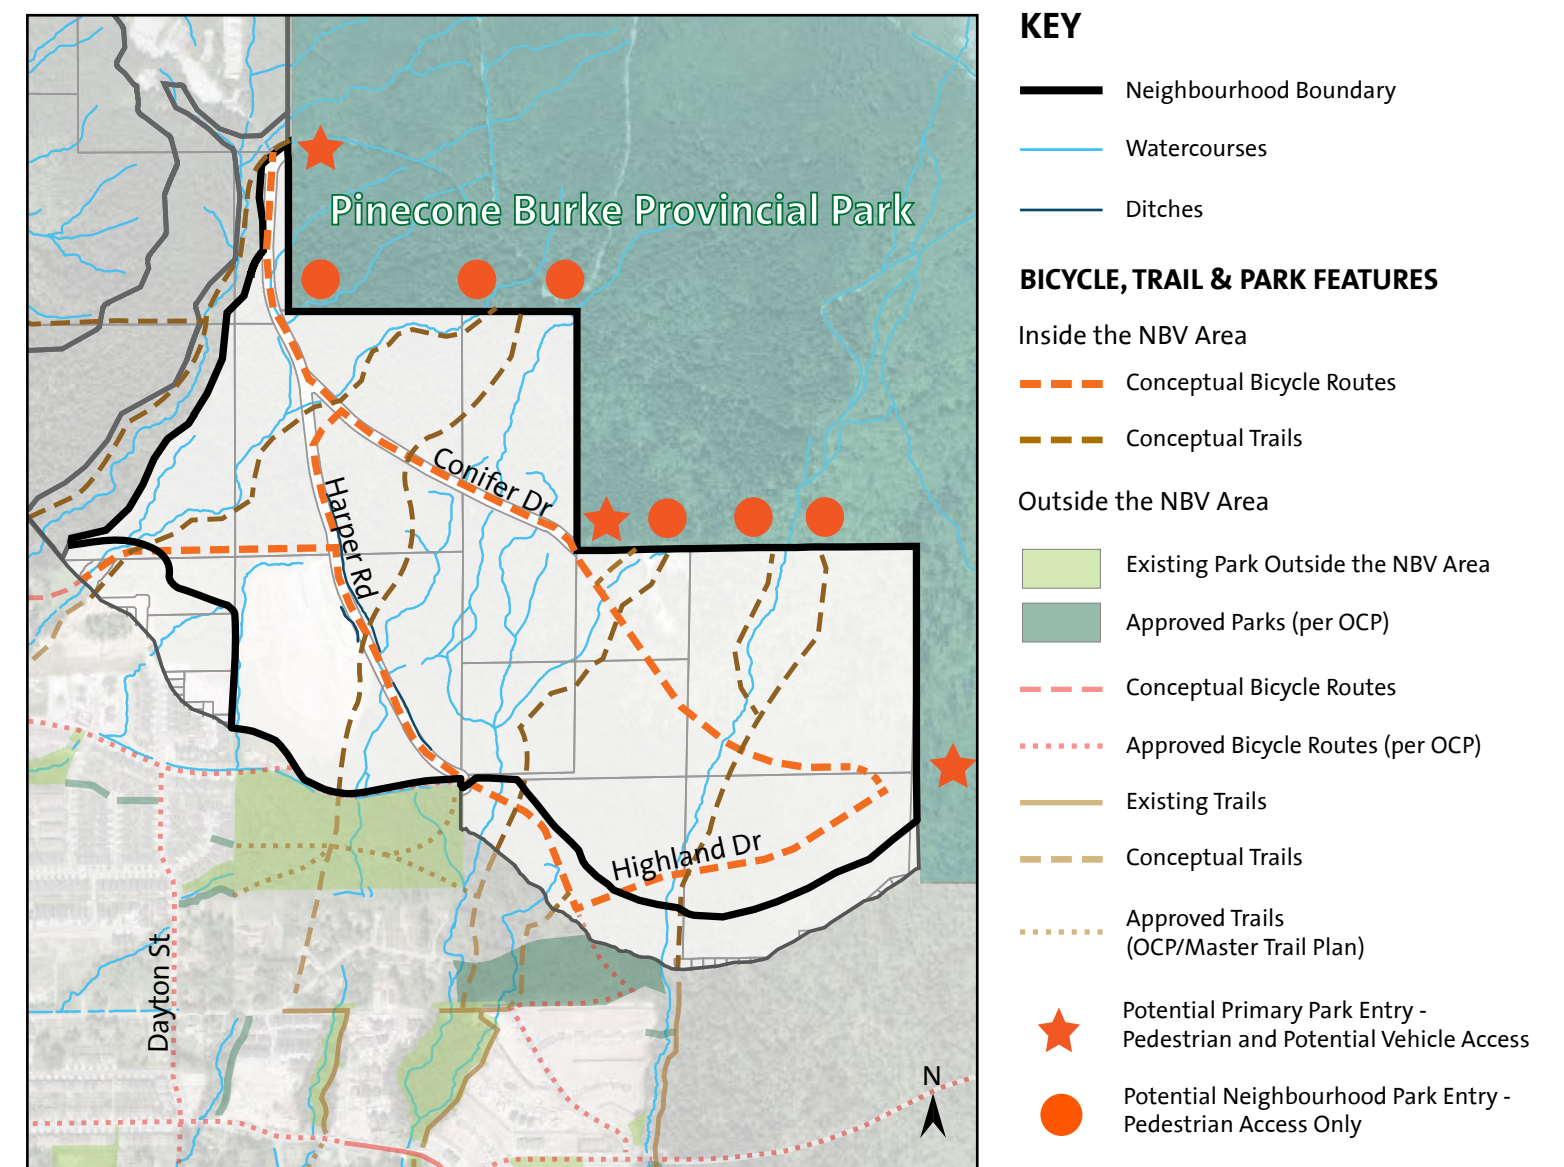 Pinecone Burke Provincial Park
Conifer Dr
Harper Rd
Highland Dr
Dayton St
N
KEY
Neighbourhood Boundary
Watercourses
Ditches
BICYCLE, TRAIL & PARK FEATURES
Inside the NBV Area
Conceptual Bicycle Routes
Conceptual Trails
Outside the NBV Area
Existing Park Outside the NBV Area
Approved Parks (per OCP)
Conceptual Bicycle Routes
Approved Bicycle Routes (per OCP)
Existing Trails
Conceptual Trails
Approved Trails
(OCP/Master Trail Plan)
Potential Primary Park Entry -
Pedestrian and Potential Vehicle Access
Potential Neighbourhood Park Entry -
Pedestrian Access Only